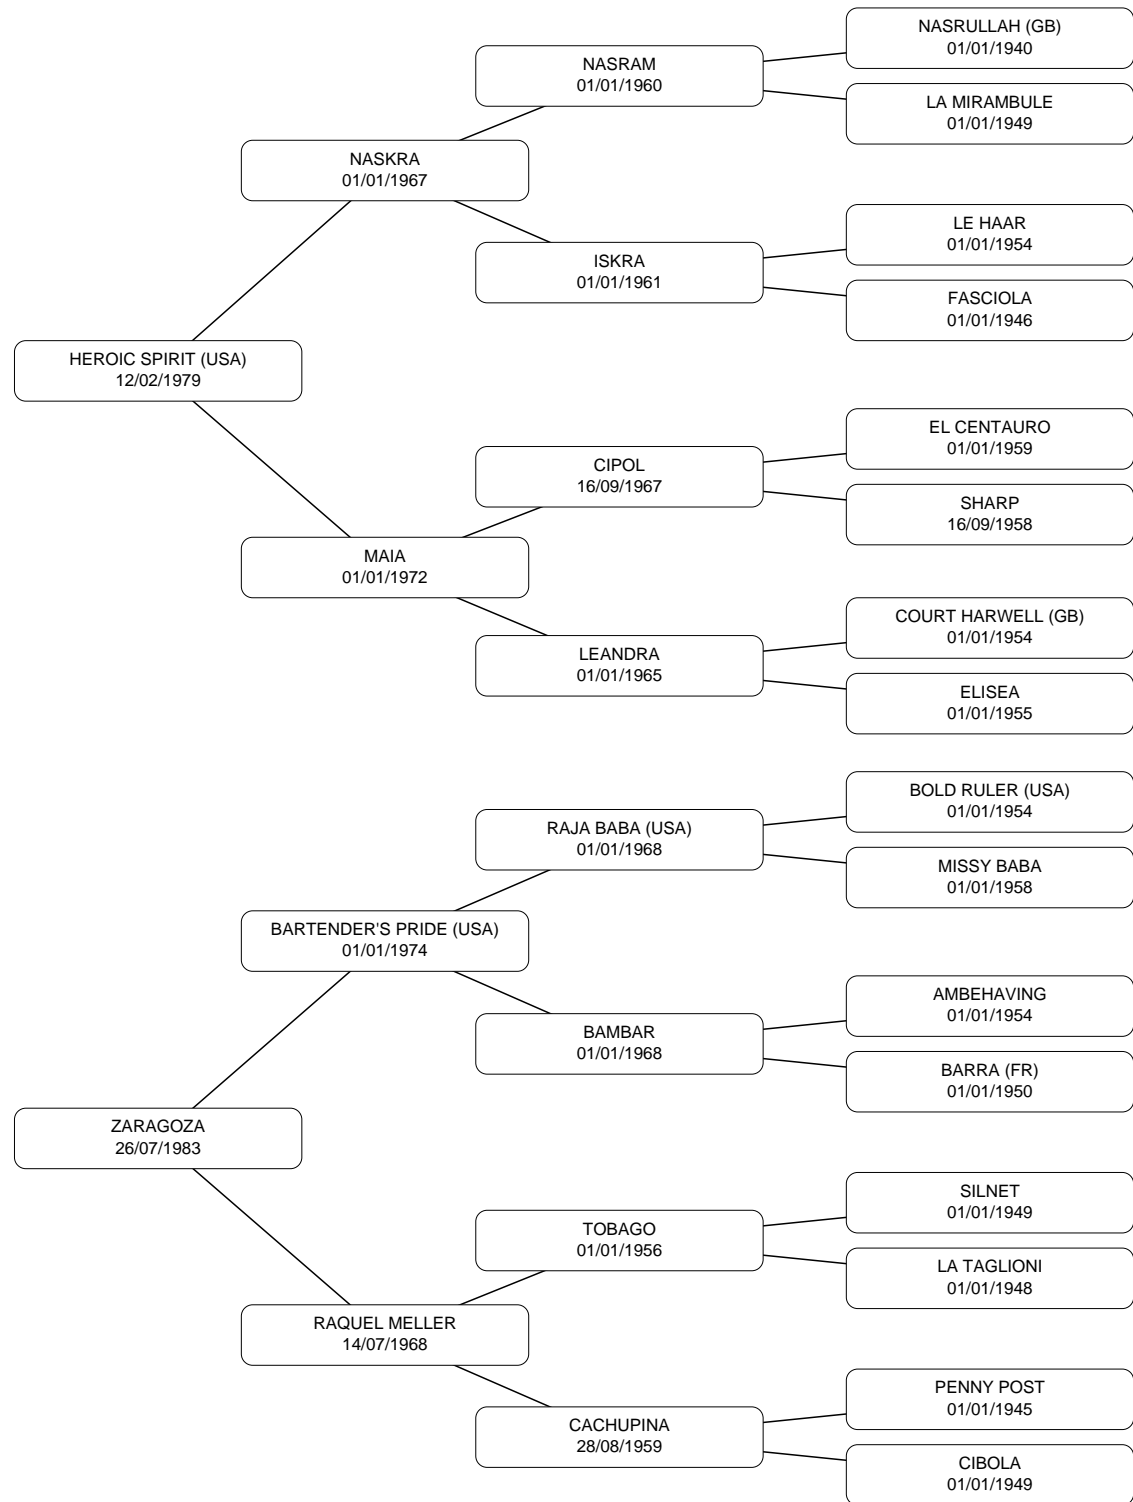 NASRULLAH (GB)
01/01/1940
NASRAM
01/01/1960
LA MIRAMBULE
01/01/1949
NASKRA
01/01/1967
LE HAAR
01/01/1954
ISKRA
01/01/1961
FASCIOLA
01/01/1946
HEROIC SPIRIT (USA)
12/02/1979
EL CENTAURO
01/01/1959
CIPOL
16/09/1967
SHARP
16/09/1958
MAIA
01/01/1972
COURT HARWELL (GB)
01/01/1954
LEANDRA
01/01/1965
ELISEA
01/01/1955
BOLD RULER (USA)
01/01/1954
RAJA BABA (USA)
01/01/1968
MISSY BABA
01/01/1958
BARTENDER'S PRIDE (USA)
01/01/1974
AMBEHAVING
01/01/1954
BAMBAR
01/01/1968
BARRA (FR)
01/01/1950
ZARAGOZA
26/07/1983
SILNET
01/01/1949
TOBAGO
01/01/1956
LA TAGLIONI
01/01/1948
RAQUEL MELLER
14/07/1968
PENNY POST
01/01/1945
CACHUPINA
28/08/1959
CIBOLA
01/01/1949